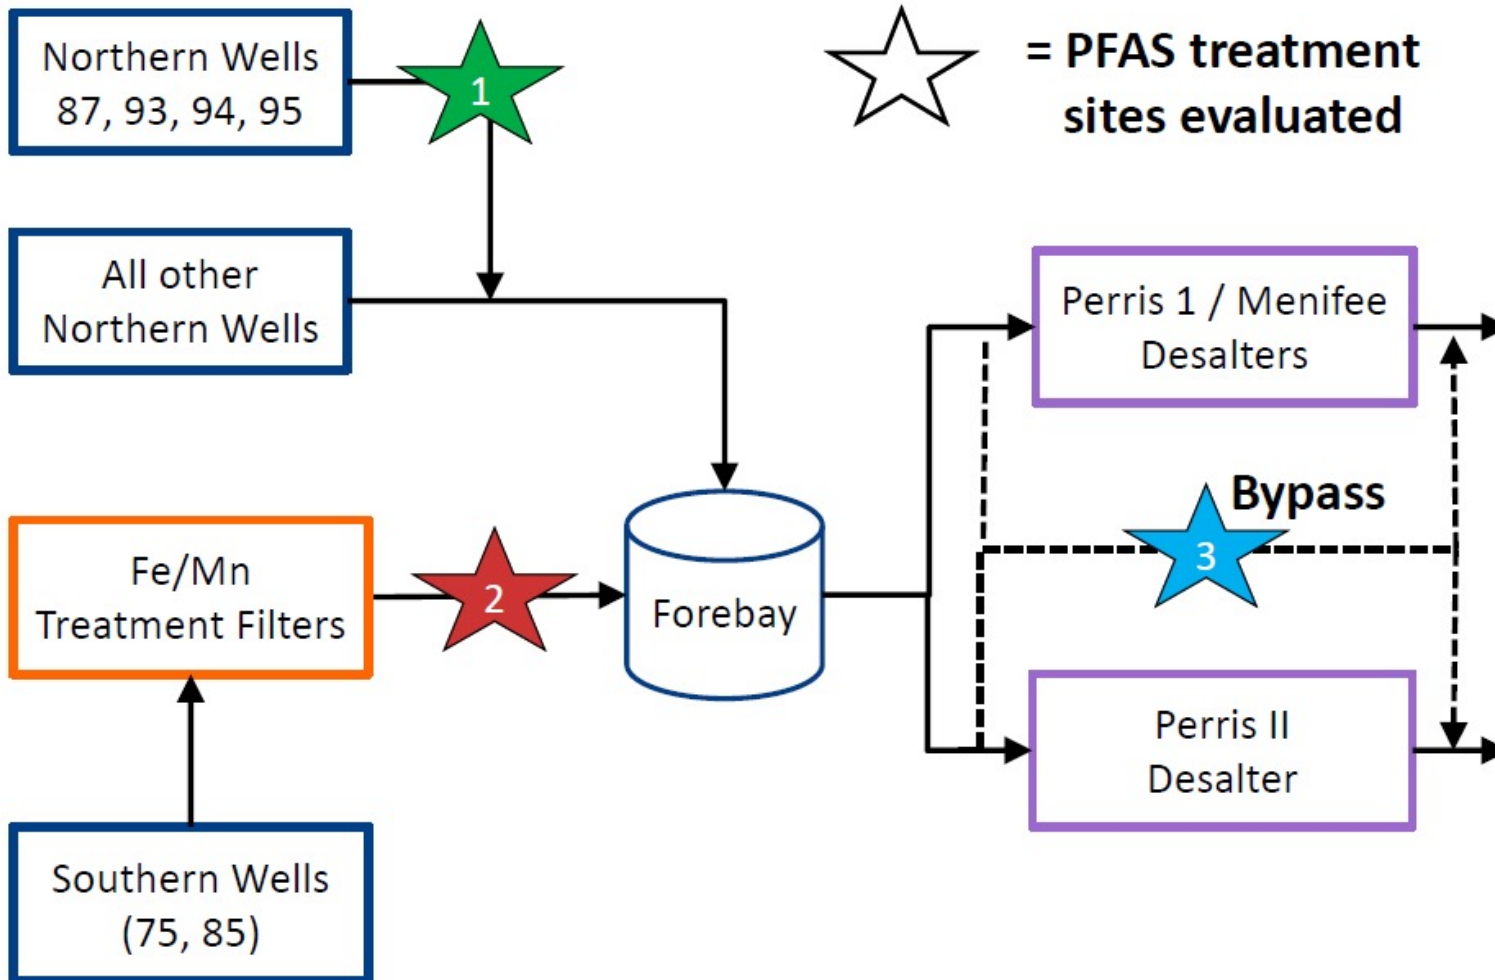 Northern Wells
87, 93, 94, 95
1
= PFAS treatment
sites evaluated
All other
Northern Wells
Perris 1 / Menifee
Desalters
Bypass
3
Fe/Mn
Treatment Filters
2
Forebay
Perris II
Desalter
Southern Wells
(75, 85)